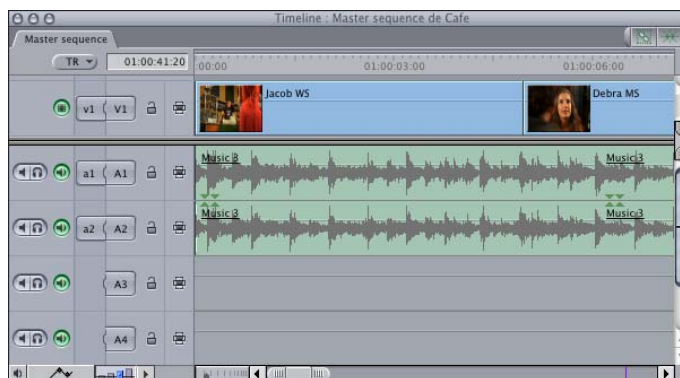 Timeline : Master sequence de Cafe
Master sequence
TR 01:00:41:20
:00:00 01:00:03:00 01:00:06:00
v1 V1 Jacob WS Debra MS
a1 A1 Music 3 Music 3
a2 A2 Music 3 Music 3
A3
A4